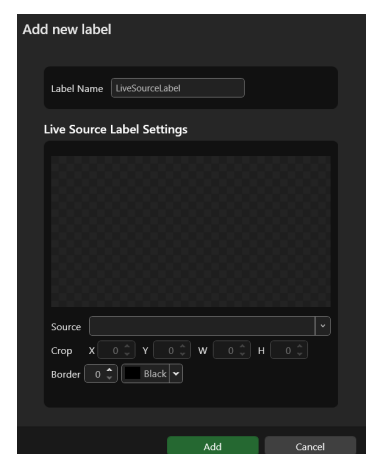 Add new label
Label Name LiveSourceLabel
Live Source Label Settings
Source
Crop X 0 Y 0 W 0 H 0
Border 0 Black
Add Cancel